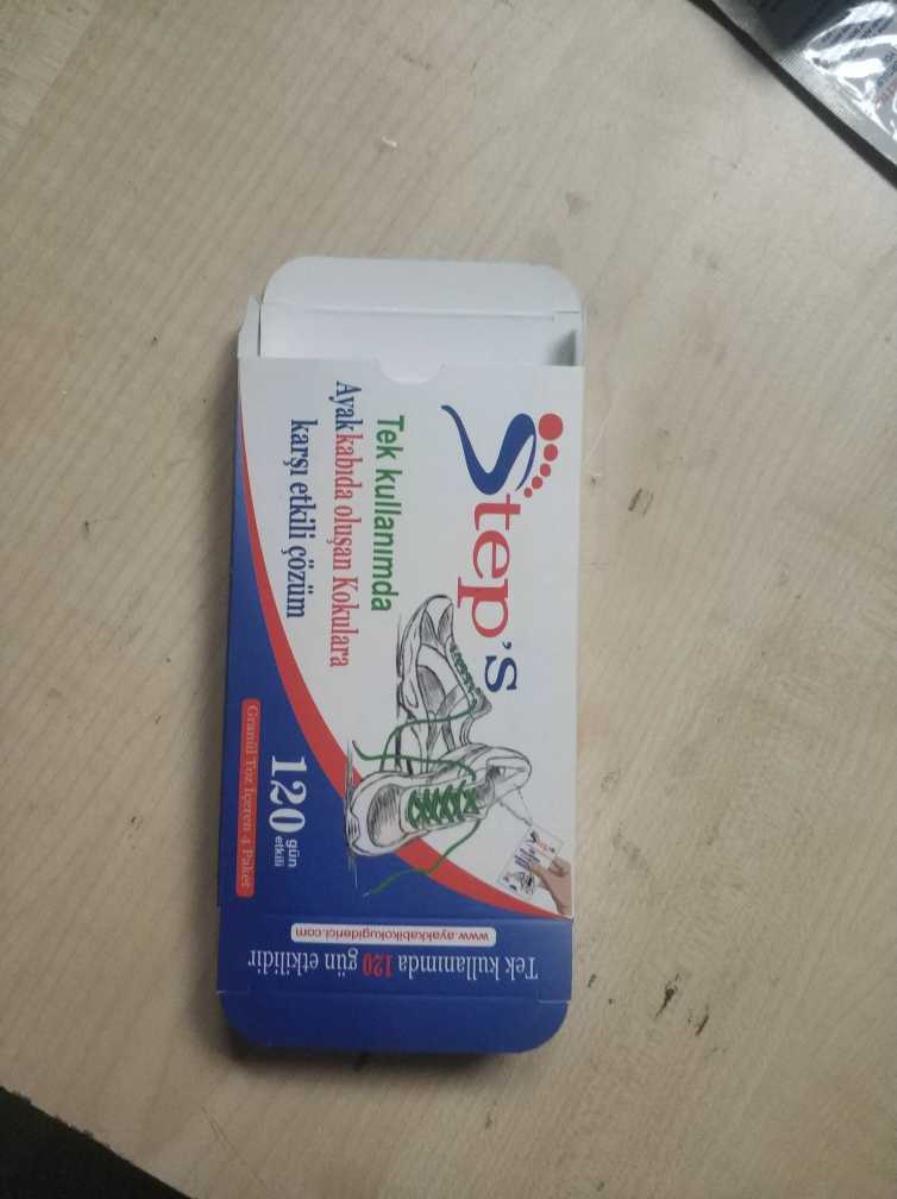 Step's
Tek kullanımda
Ayakkabıda oluşan Kokulara
karşı etkili çözüm
120 gün
etkili
Granül Toz İçeren 4 Paket
www.ayakkabikokugiderici.com
Tek kullanımda 120 gün etkilidir